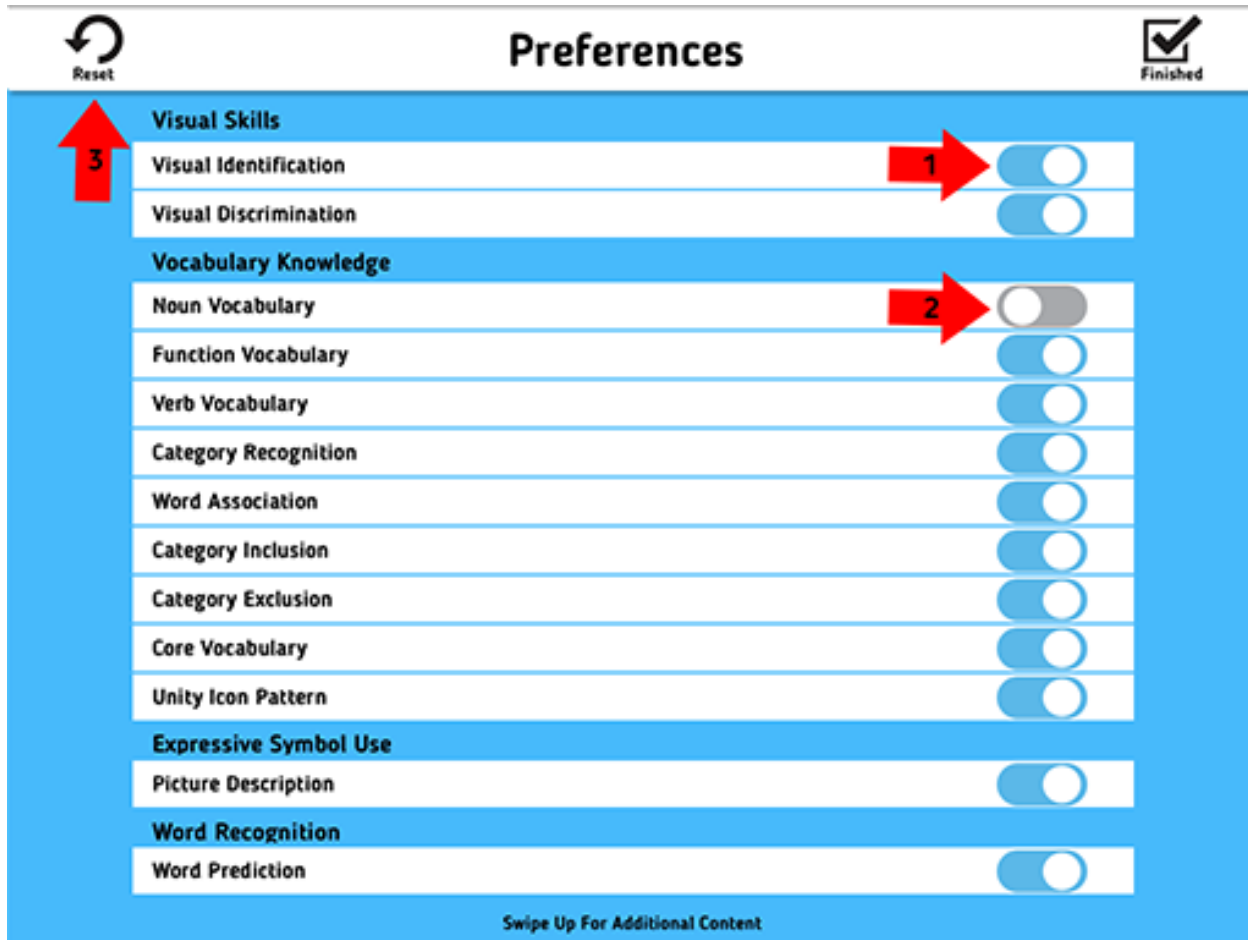 Preferences
Reset
Finished
Visual Skills
3
Visual Identification
1
Visual Discrimination
Vocabulary Knowledge
Noun Vocabulary
2
Function Vocabulary
Verb Vocabulary
Category Recognition
Word Association
Category Inclusion
Category Exclusion
Core Vocabulary
Unity Icon Pattern
Expressive Symbol Use
Picture Description
Word Recognition
Word Prediction
Swipe Up For Additional Content